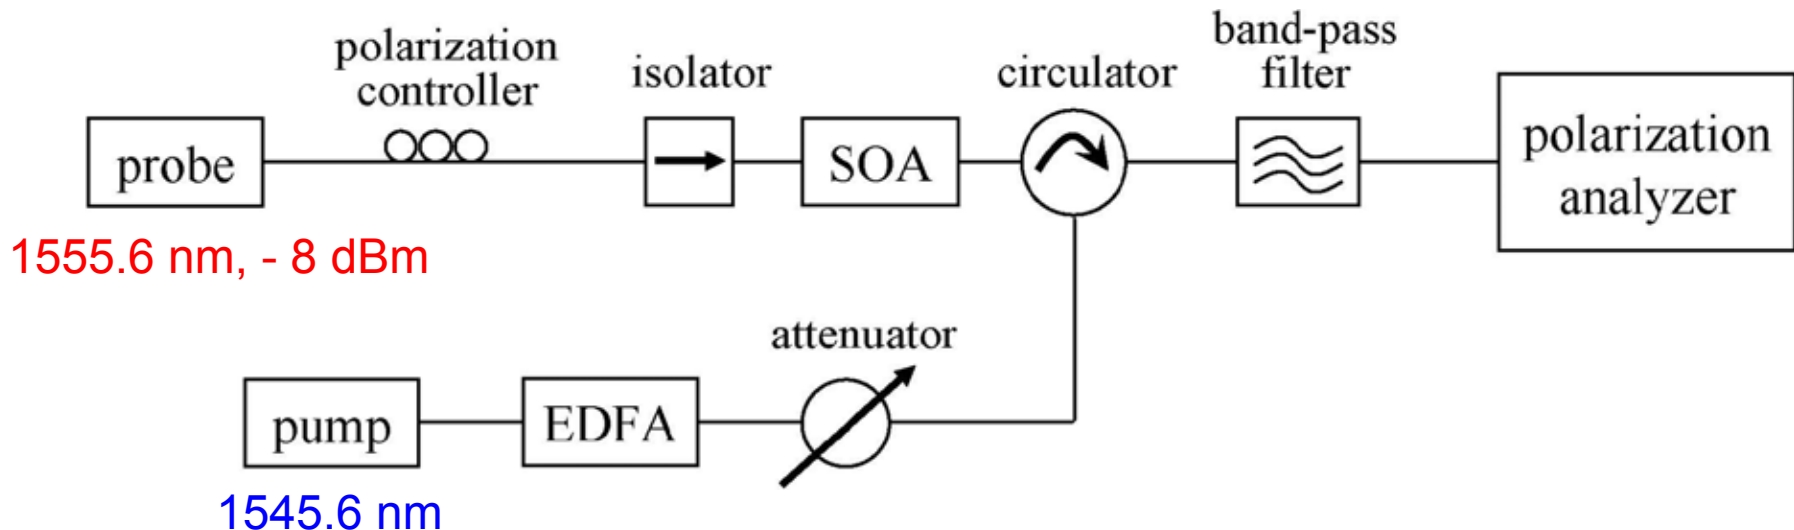 polarization
controller
isolator
circulator
band-pass
filter
probe
SOA
polarization
analyzer
1555.6 nm, - 8 dBm
attenuator
pump
EDFA
1545.6 nm